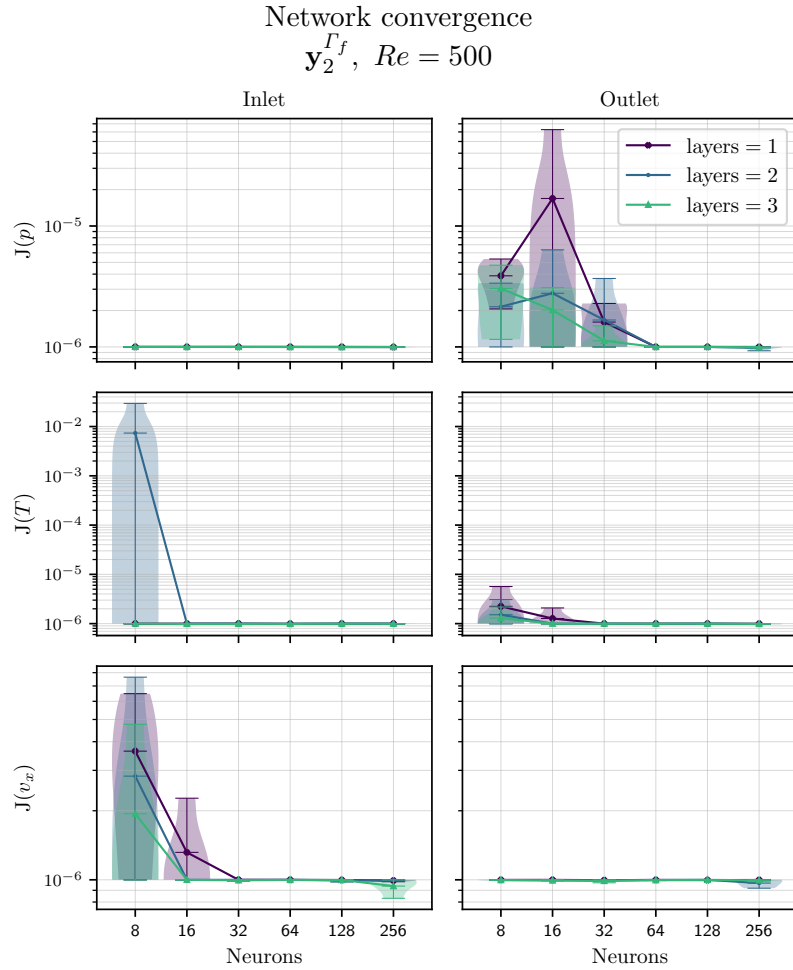 Network convergence
𝐲₂^{Γ_f}, Re = 500
Inlet
Outlet
J(p)
10⁻⁵
10⁻⁶
layers = 1
layers = 2
layers = 3
J(T)
10⁻²
10⁻³
10⁻⁴
10⁻⁵
10⁻⁶
J(vₓ)
10⁻⁶
8 16 32 64 128 256
8 16 32 64 128 256
Neurons
Neurons